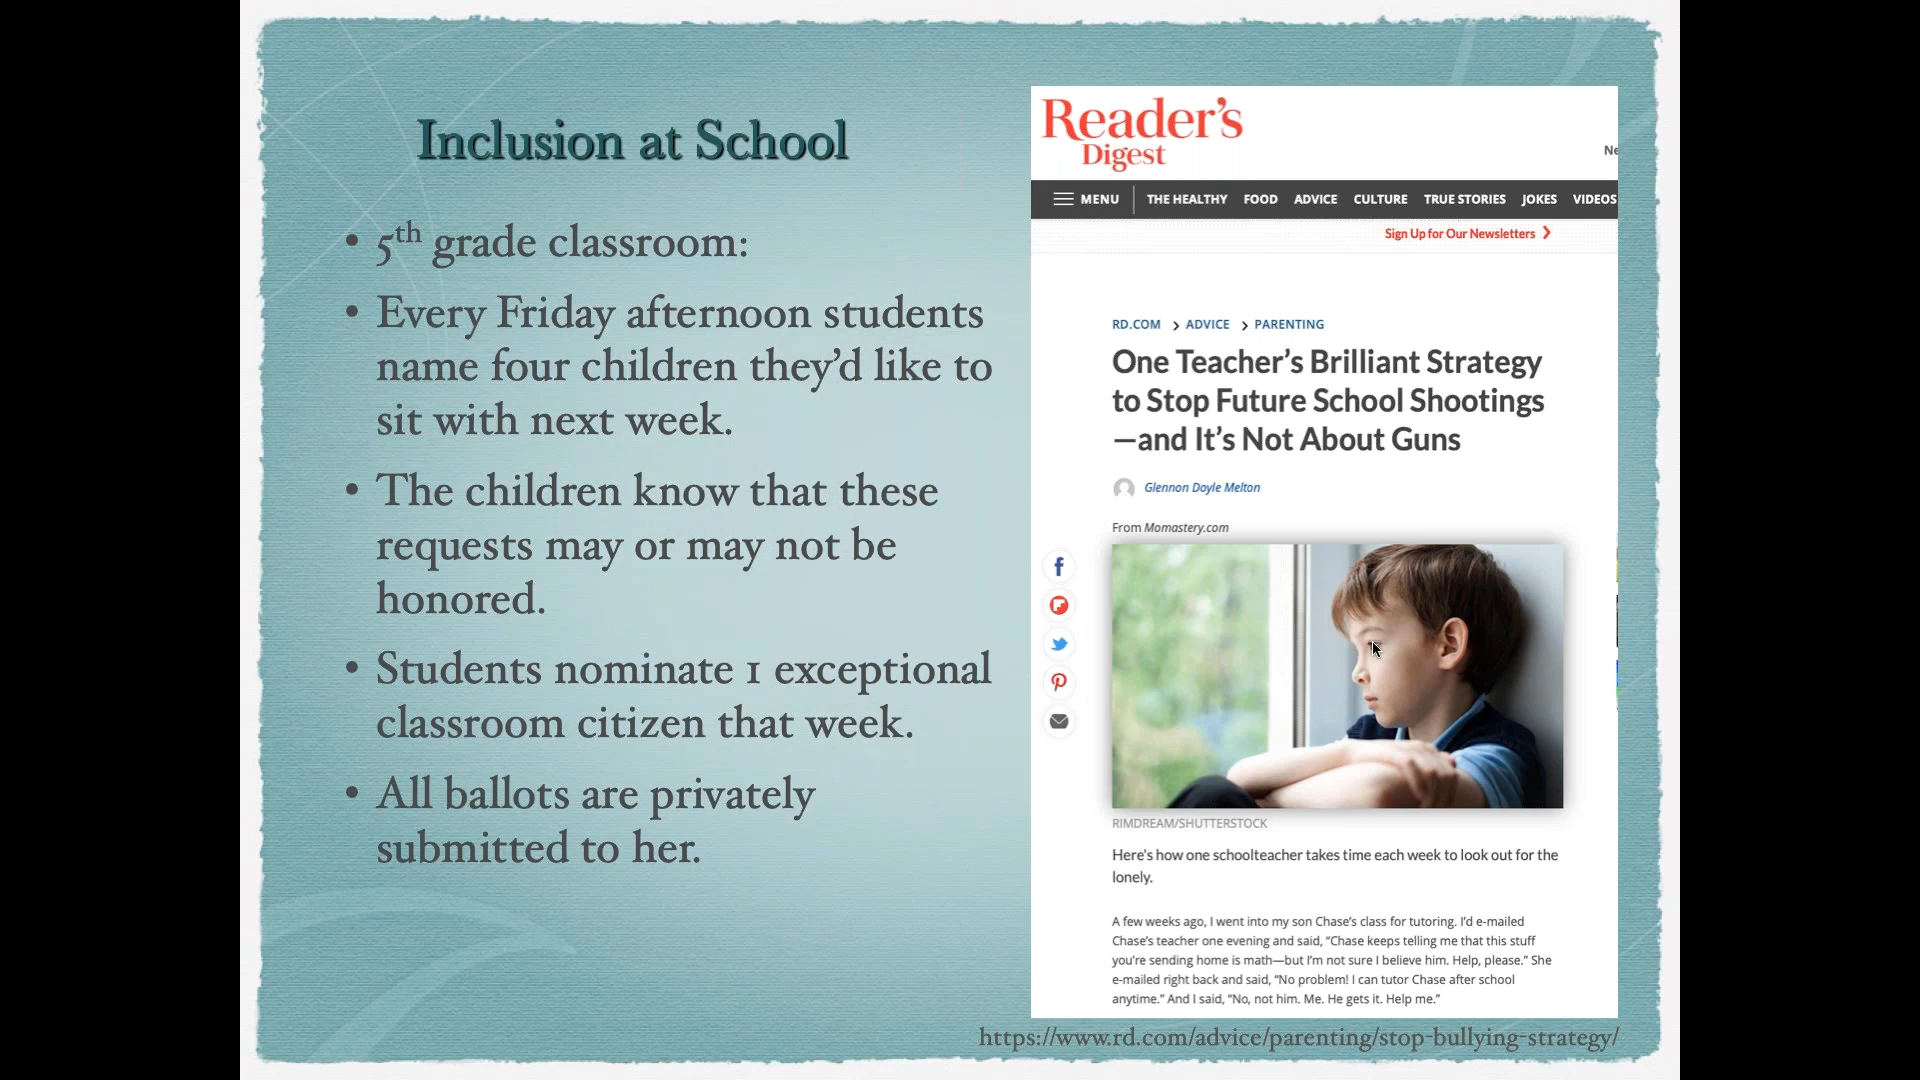 Inclusion at School
• 5th grade classroom:
• Every Friday afternoon students
name four children they’d like to
sit with next week.
• The children know that these
requests may or may not be
honored.
• Students nominate 1 exceptional
classroom citizen that week.
• All ballots are privately
submitted to her.
Reader’s
Digest
Ne
MENU THE HEALTHY FOOD ADVICE CULTURE TRUE STORIES JOKES VIDEOS
Sign Up for Our Newsletters
RD.COM > ADVICE > PARENTING
One Teacher’s Brilliant Strategy
to Stop Future School Shootings
—and It’s Not About Guns
Glennon Doyle Melton
From Momastery.com
RIMDREAM/SHUTTERSTOCK
Here's how one schoolteacher takes time each week to look out for the
lonely.
A few weeks ago, I went into my son Chase’s class for tutoring. I’d e-mailed
Chase’s teacher one evening and said, “Chase keeps telling me that this stuff
you’re sending home is math—but I’m not sure I believe him. Help, please.” She
e-mailed right back and said, “No problem! I can tutor Chase after school
anytime.” And I said, “No, not him. Me. He gets it. Help me.”
https://www.rd.com/advice/parenting/stop-bullying-strategy/